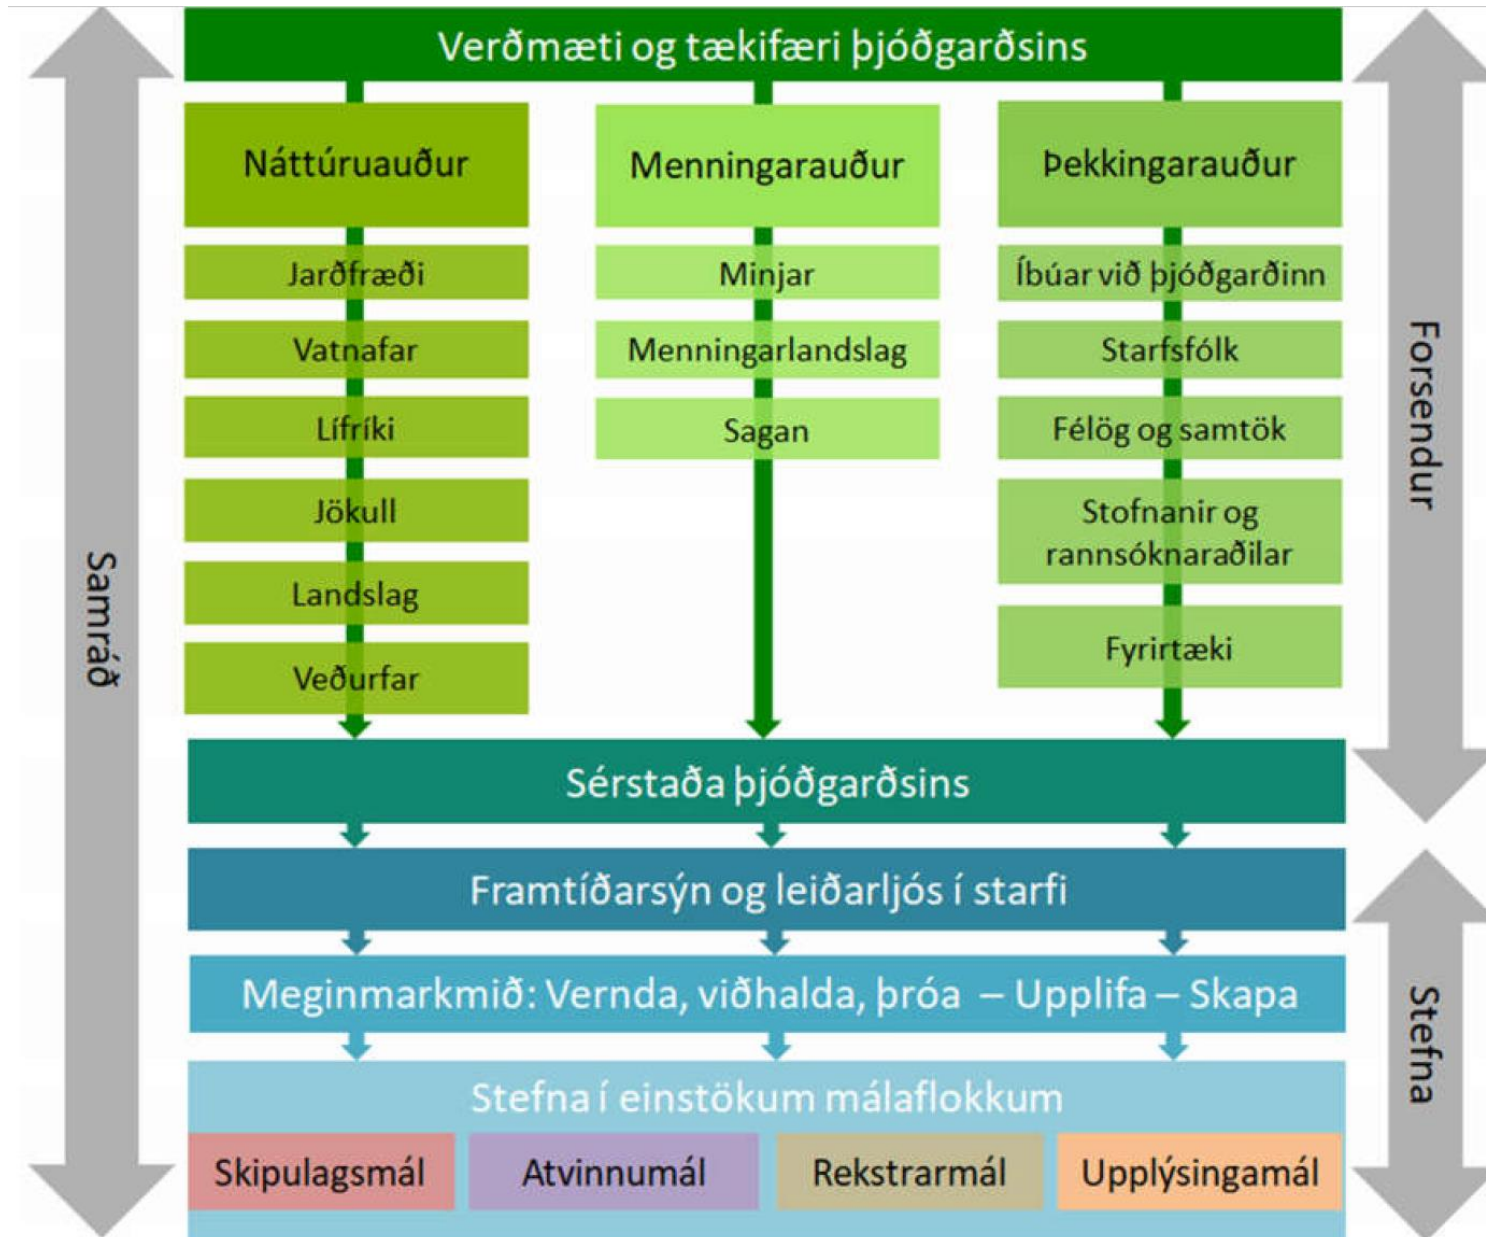 Verðmæti og tækifæri þjóðgarðsins
Náttúruauður
Jarðfræði
Vatnafar
Lífríki
Jökull
Landslag
Veðurfar
Menningarauður
Minjar
Menningarlandslag
Sagan
Þekkingarauður
Íbúar við þjóðgarðinn
Starfsfólk
Félög og samtök
Stofnanir og
rannsóknaraðilar
Fyrirtæki
Sérstaða þjóðgarðsins
Framtíðarsýn og leiðarljós í starfi
Meginmarkmið: Vernda, viðhalda, þróa – Upplifa – Skapa
Stefna í einstökum málaflokkum
Skipulagsmál
Atvinnumál
Rekstrarmál
Upplýsingamál
Samráð
Forsendur
Stefna